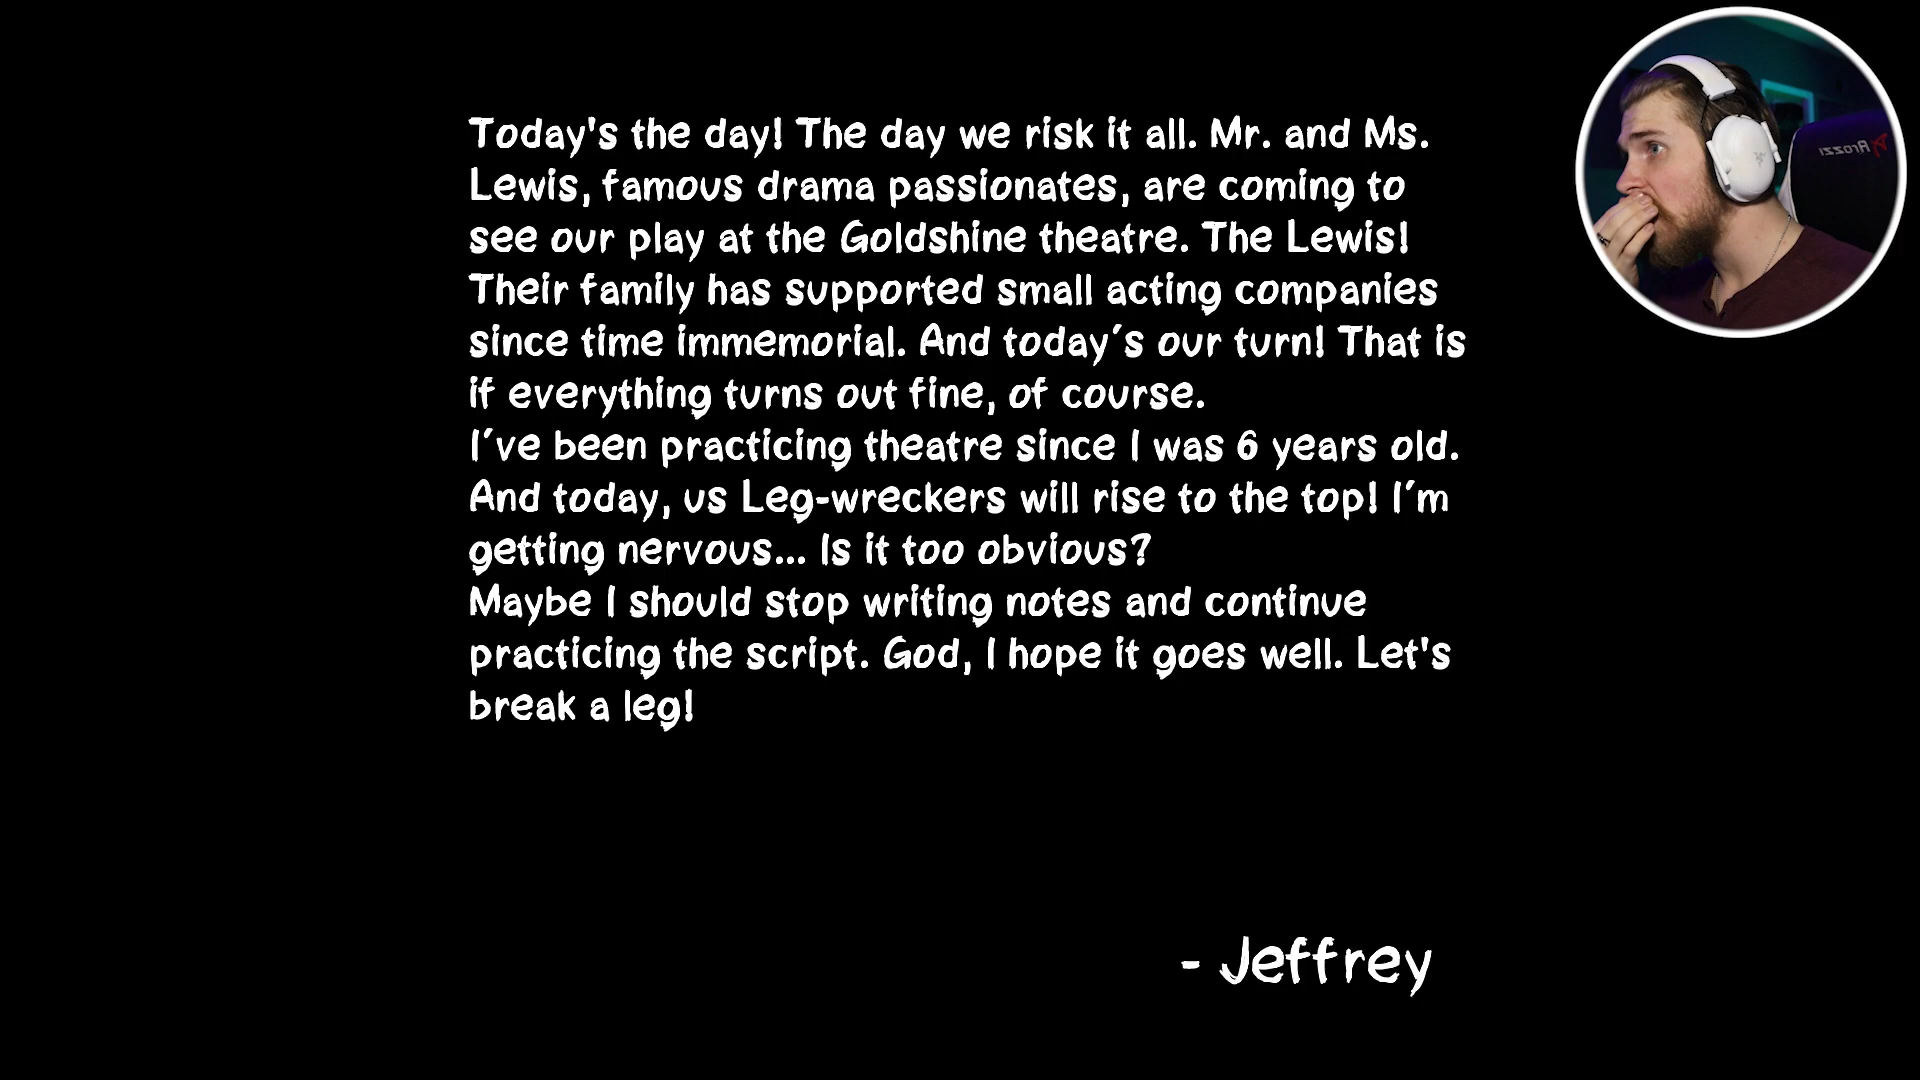 Today's the day! The day we risk it all. Mr. and Ms.
Lewis, famous drama passionates, are coming to
see our play at the Goldshine theatre. The Lewis!
Their family has supported small acting companies
since time immemorial. And today´s our turn! That is
if everything turns out fine, of course.
I´ve been practicing theatre since I was 6 years old.
And today, us Leg-wreckers will rise to the top! I´m
getting nervous... Is it too obvious?
Maybe I should stop writing notes and continue
practicing the script. God, I hope it goes well. Let's
break a leg!
- Jeffrey
Arozzi